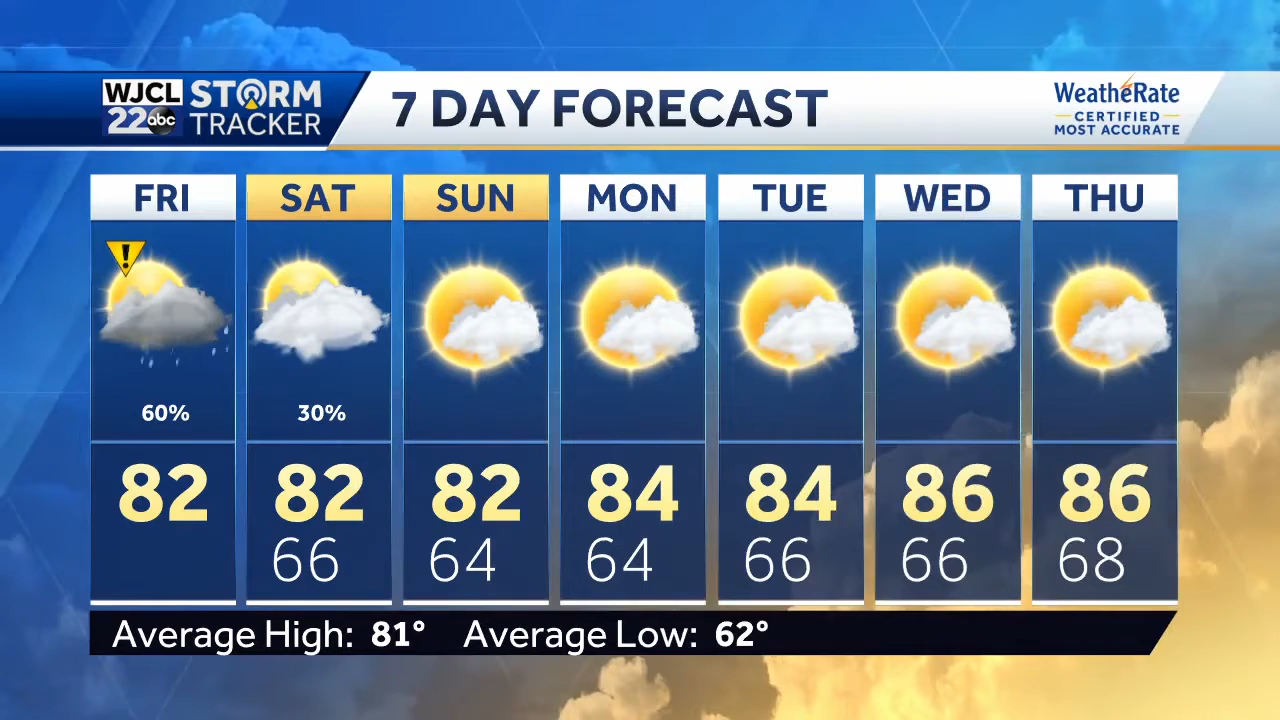 WJCL
22 abc
STORM
TRACKER
7 DAY FORECAST
WeatheRate
CERTIFIED
MOST ACCURATE
FRI SAT SUN MON TUE WED THU
!
60% 30%
82 82 82 84 84 86 86
66 64 64 66 66 68
Average High: 81° Average Low: 62°